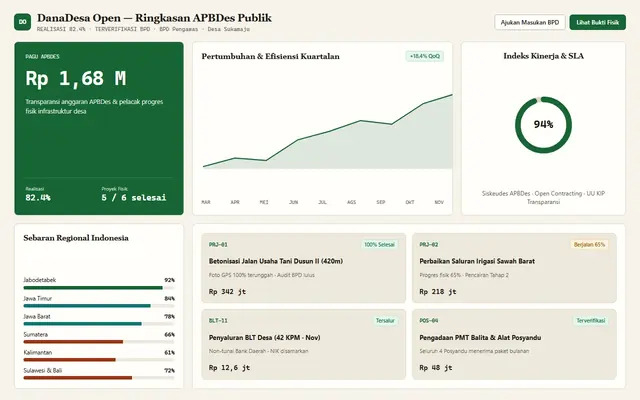 DD
DanaDesa Open — Ringkasan APBDes Publik
REALISASI 82.4% · TERVERIFIKASI BPD · BPD Pengamas · Desa Sukamaju
Ajukan Masukan BPD
Lihat Bukti Fisik
PAGU APBDES
Rp 1,68 M
Transparansi anggaran APBDes & pelacak progres
fisik infrastruktur desa
Realisasi
82.4%
Proyek Fisik
5 / 6 selesai
Pertumbuhan & Efisiensi Kuartalan
+18.4% QoQ
MAR APR MEI JUN JUL AGS SEP OKT NOV
Indeks Kinerja & SLA
94%
Siskeudes APBDes · Open Contracting · UU KIP
Transparansi
Sebaran Regional Indonesia
Jabodetabek 92%
Jawa Timur 84%
Jawa Barat 78%
Sumatera 66%
Kalimantan 61%
Sulawesi & Bali 72%
PRJ-01
100% Selesai
Betonisasi Jalan Usaha Tani Dusun II (420m)
Foto GPS 100% terunggah · Audit BPD lulus
Rp 342 jt
PRJ-02
Berjalan 65%
Perbaikan Saluran Irigasi Sawah Barat
Progres fisik 65% · Pencairan Tahap 2
Rp 218 jt
BLT-11
Tersalur
Penyaluran BLT Desa (42 KPM · Nov)
Non-tunai Bank Daerah · NIK disamarkan
Rp 12,6 jt
POS-04
Terverifikasi
Pengadaan PMT Balita & Alat Posyandu
Seluruh 4 Posyandu menerima paket bulanan
Rp 48 jt